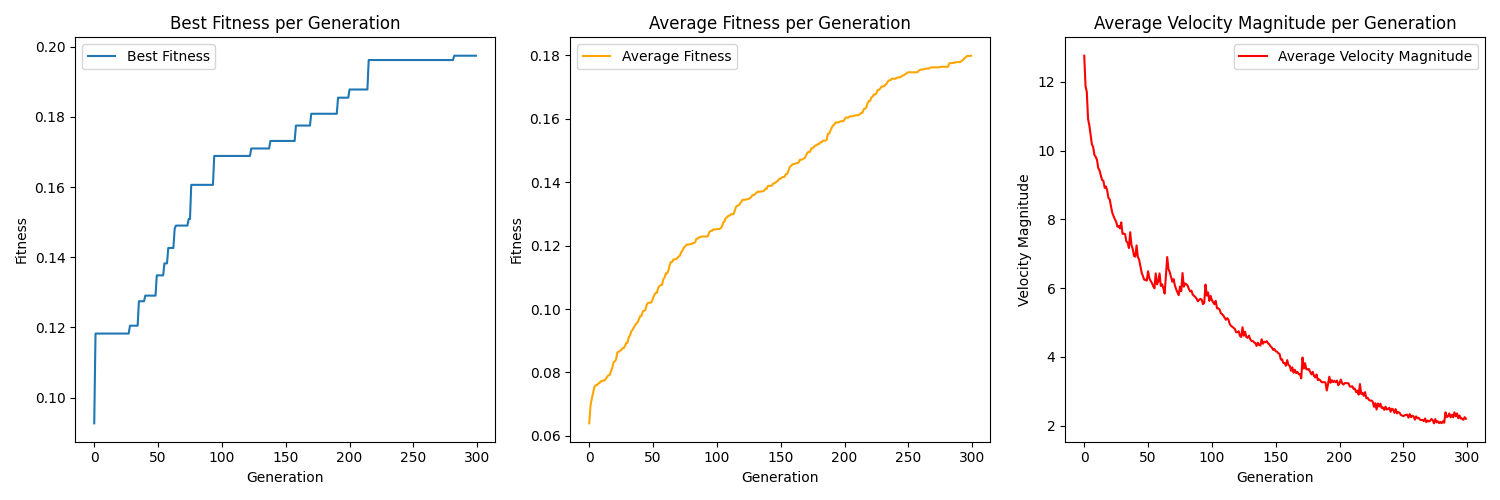 Best Fitness per Generation
Best Fitness
0.20
0.18
0.16
0.14
0.12
0.10
Fitness
0 50 100 150 200 250 300
Generation
Average Fitness per Generation
Average Fitness
0.18
0.16
0.14
0.12
0.10
0.08
0.06
Fitness
0 50 100 150 200 250 300
Generation
Average Velocity Magnitude per Generation
Average Velocity Magnitude
12
10
8
6
4
2
Velocity Magnitude
0 50 100 150 200 250 300
Generation